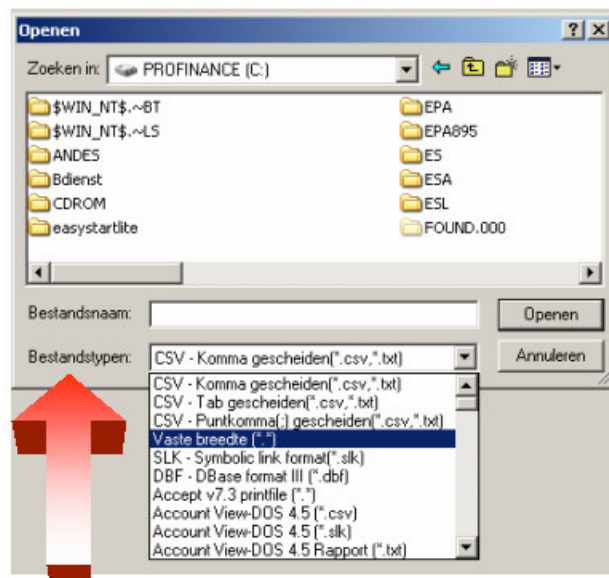 Openen
Zoeken in: PROFINANCE (C:)
$WIN_NT$.~BT
$WIN_NT$.~LS
ANDES
Bdienst
CDROM
easystartlite
EPA
EPA895
ES
ESA
ESL
FOUND.000
Bestandsnaam:
Openen
Bestandstypen: CSV - Komma gescheiden(*.csv,*.txt)
Annuleren
CSV - Komma gescheiden(*.csv,*.txt)
CSV - Tab gescheiden(*.csv,*.txt)
CSV - Puntkomma(;) gescheiden(*.csv,*.txt)
Vaste breedte (*.*)
SLK - Symbolic link format(*.slk)
DBF - DBase format III (*.dbf)
Accept v7.3 printfile (*.*)
Account View-DOS 4.5 (*.csv)
Account View-DOS 4.5 (*.slk)
Account View-DOS 4.5 Rapport (*.txt)